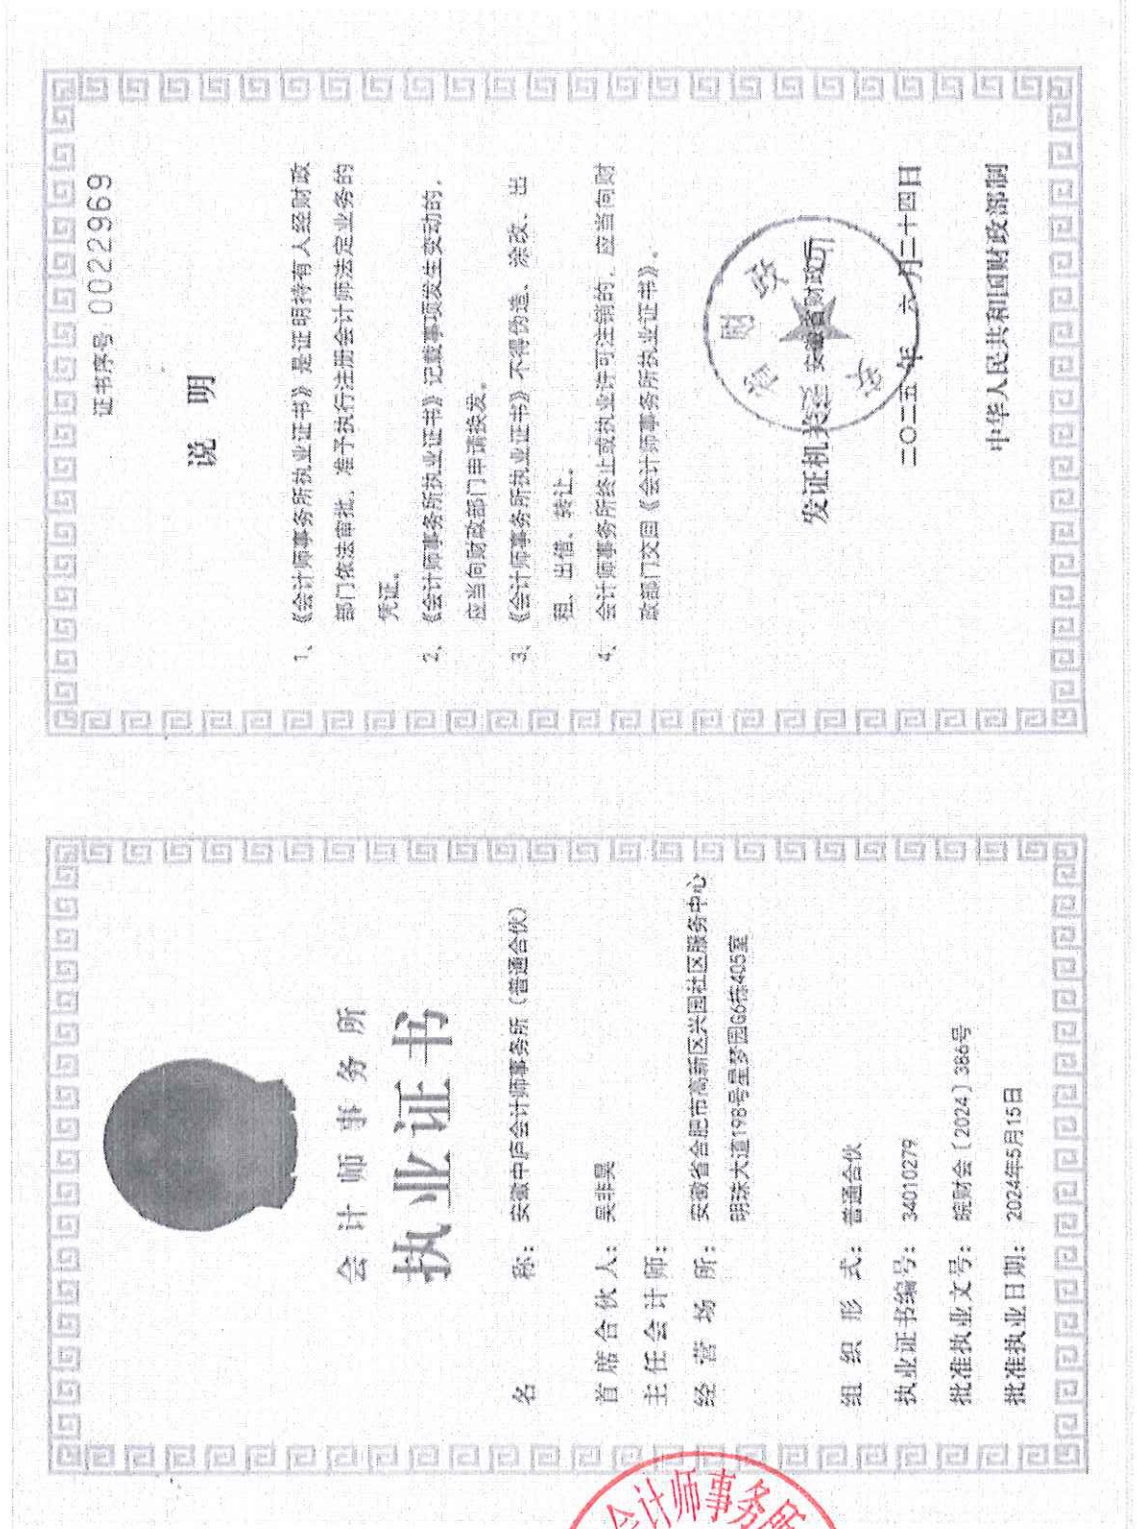 会计师事务所
执业证书
名 称：安徽中庐会计师事务所（普通合伙）
首席合伙人：吴非昊
主任会计师：
经营场所：安徽省合肥市高新区兴园社区服务中心
明珠大道198号星梦园G6栋405室
组织形式：普通合伙
执业证书编号：34010279
批准执业文号：皖财会〔2024〕386号
批准执业日期：2024年5月15日
会计师事务所
证书序号：0022969
说 明
1、《会计师事务所执业证书》是证明持有人经财政
部门依法审批，准予执行注册会计师法定业务的
凭证。
2、《会计师事务所执业证书》记载事项发生变动的，
应当向财政部门申请换发。
3、《会计师事务所执业证书》不得伪造、涂改、出
租、出借、转让。
4、会计师事务所终止或执业许可注销的，应当向财
政部门交回《会计师事务所执业证书》。
发证机关：安徽省财政厅
二〇二五年六月二十四日
中华人民共和国财政部制